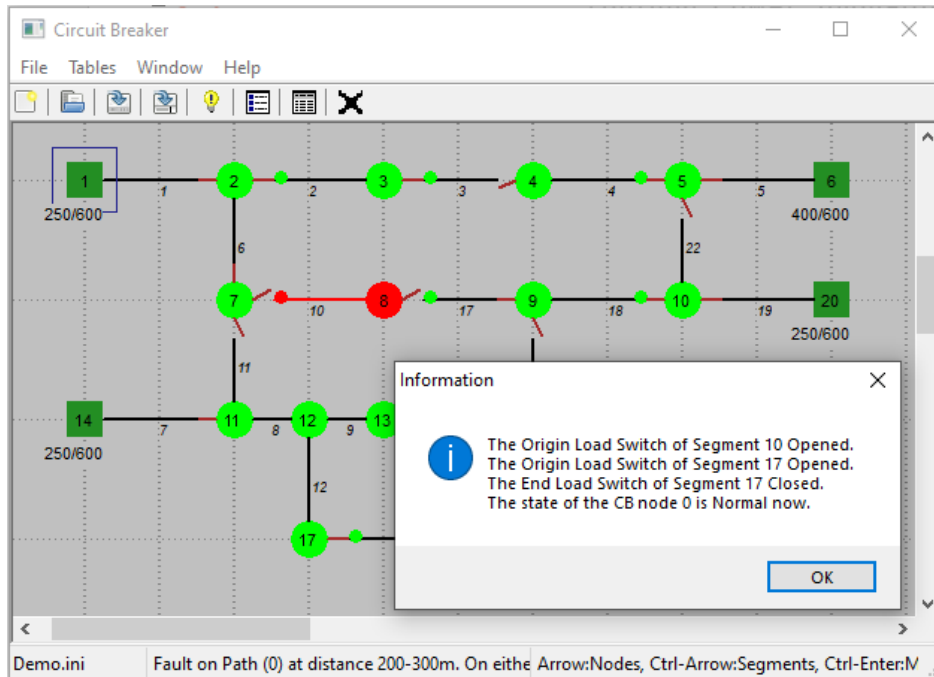 Circuit Breaker
File Tables Window Help
1 2 3 4 5 6
1 2 3 4 5
250/600 400/600
6 22
7 8 9 10 20
10 17 18 19
250/600
11
Information
14 11 12 13
7 8 9
250/600
The Origin Load Switch of Segment 10 Opened.
The Origin Load Switch of Segment 17 Opened.
The End Load Switch of Segment 17 Closed.
The state of the CB node 0 is Normal now.
12
17
OK
Demo.ini Fault on Path (0) at distance 200-300m. On eithe Arrow:Nodes, Ctrl-Arrow:Segments, Ctrl-Enter:M